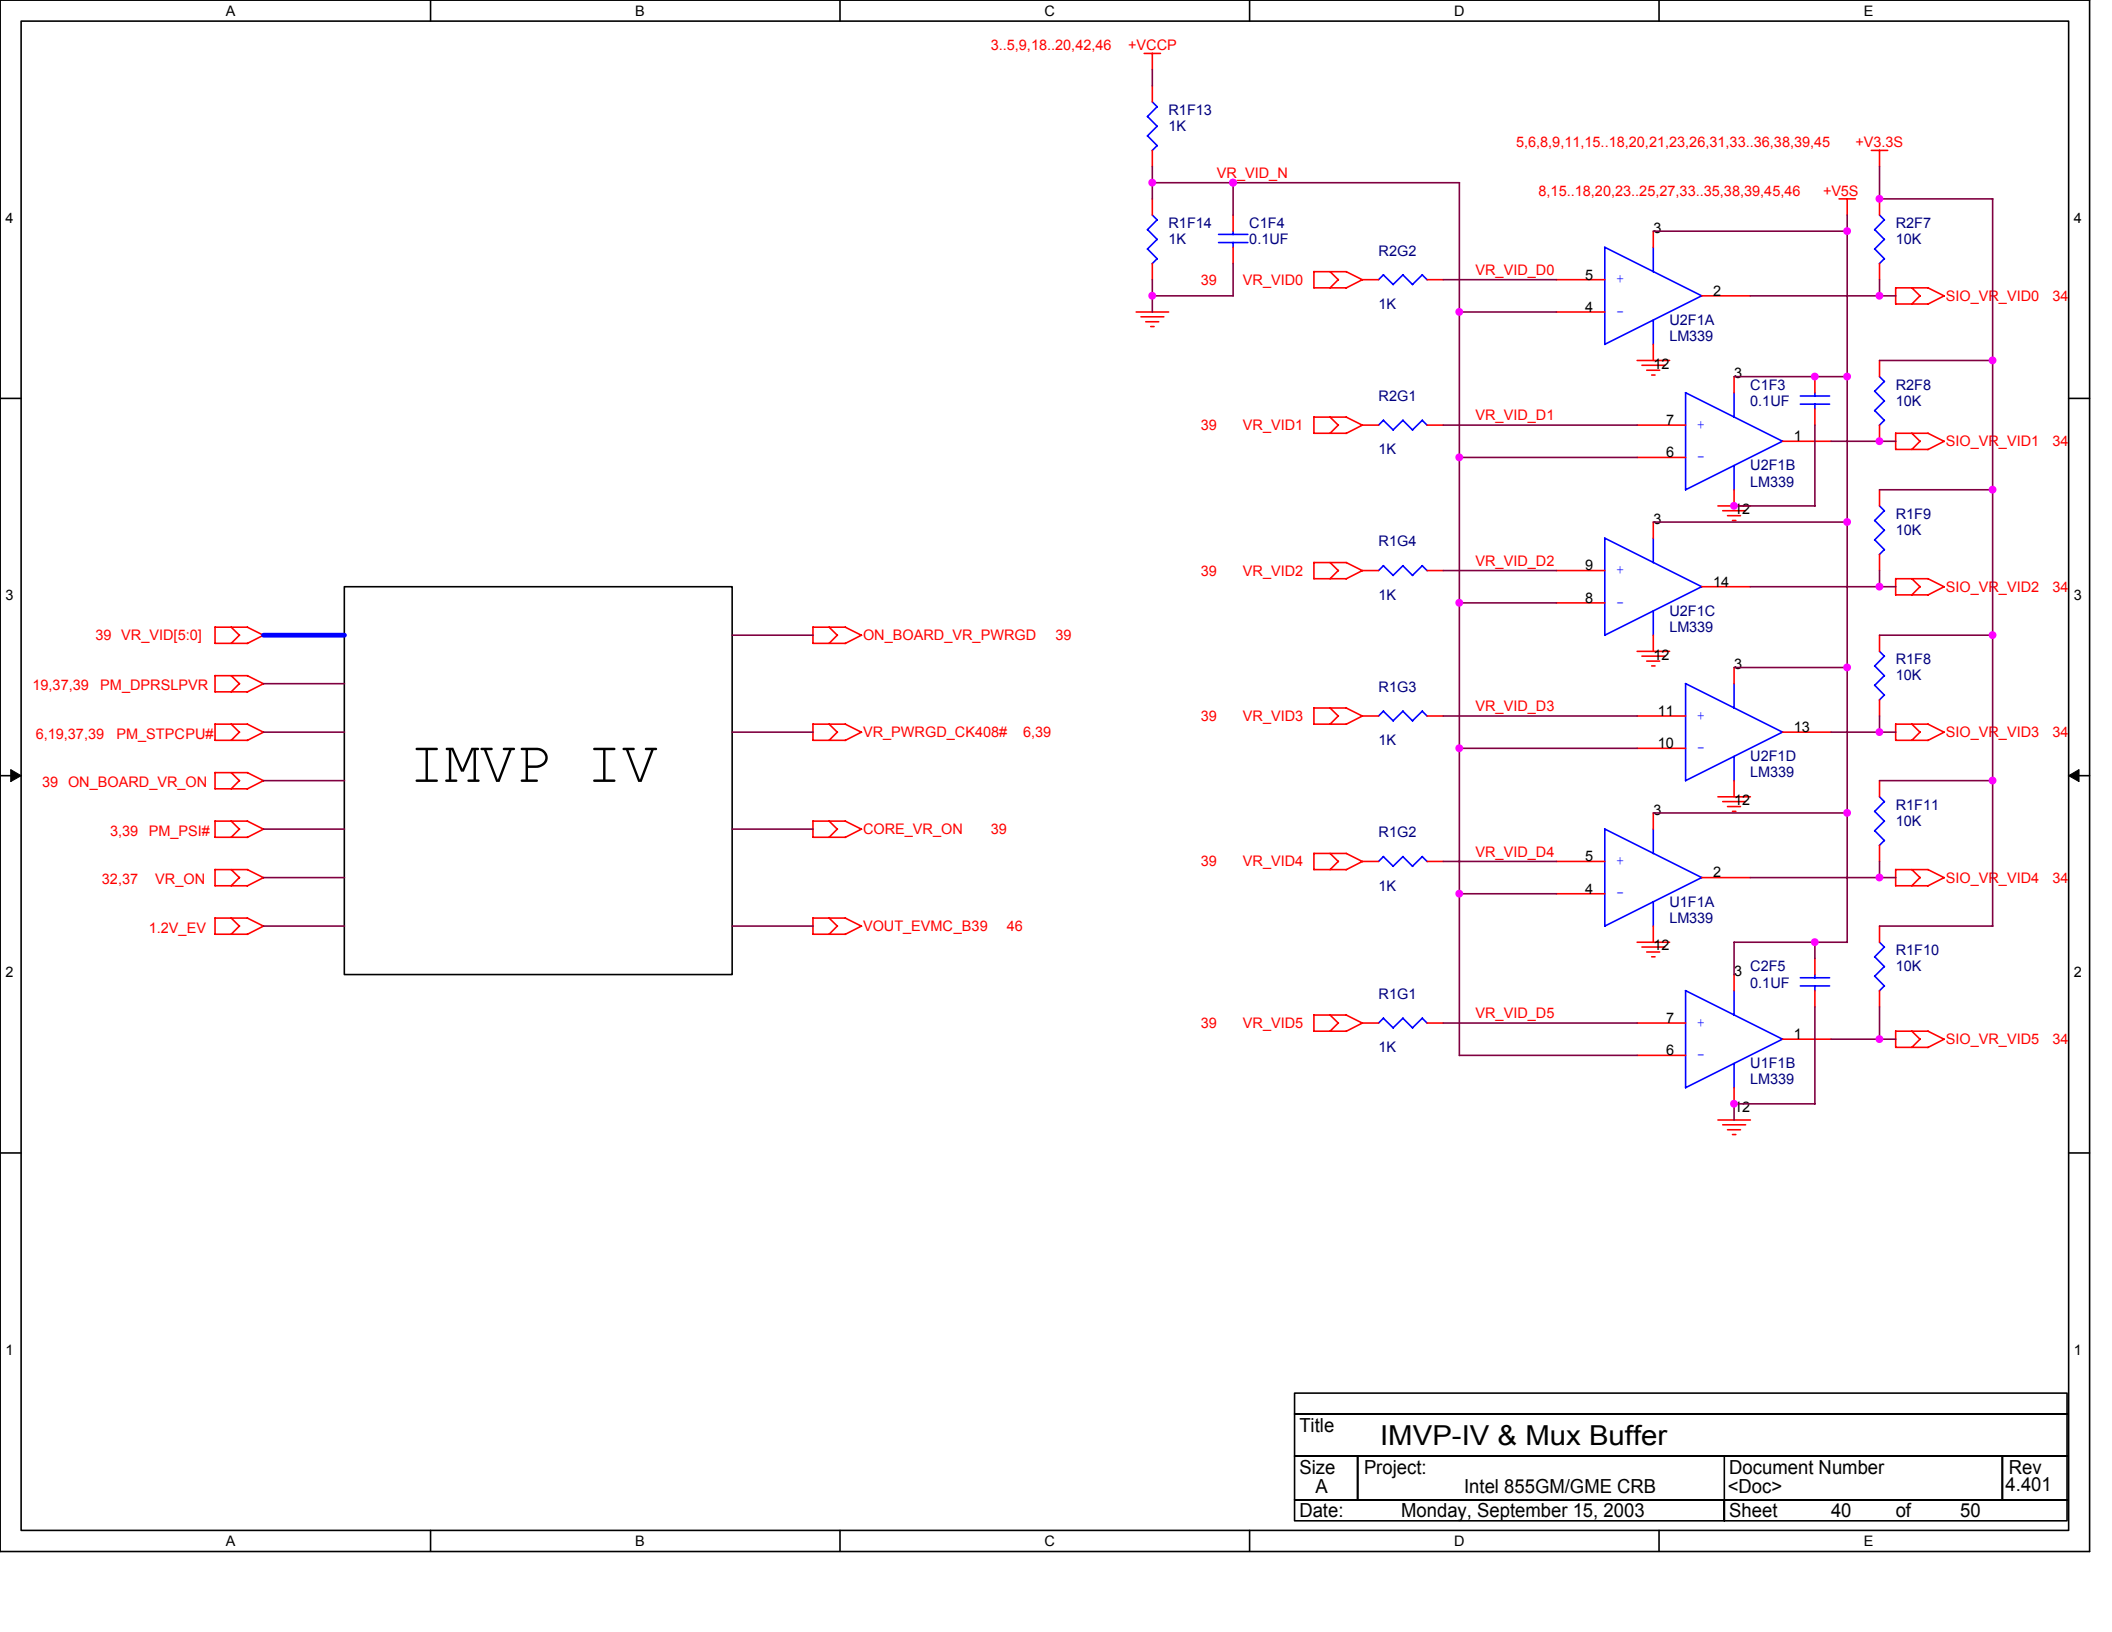 A B C D E
3..5,9,18..20,42,46 +VCCP
R1F13
1K
5,6,8,9,11,15..18,20,21,23,26,31,33..36,38,39,45 +V3.3S
VR_VID_N
8,15..18,20,23..25,27,33..35,38,39,45,46 +V5S
4 4
R1F14
1K
C1F4
0.1UF
R2F7
10K
39 VR_VID0
R2G2
1K
VR_VID_D0
5
+
4
-
3
2
12
U2F1A
LM339
SIO_VR_VID0 34
39 VR_VID1
R2G1
1K
VR_VID_D1
7
+
6
-
3
1
12
C1F3
0.1UF
U2F1B
LM339
R2F8
10K
SIO_VR_VID1 34
39 VR_VID2
R1G4
1K
VR_VID_D2
9
+
8
-
3
14
12
U2F1C
LM339
R1F9
10K
SIO_VR_VID2 34
3 3
39 VR_VID3
R1G3
1K
VR_VID_D3
11
+
10
-
3
13
12
U2F1D
LM339
R1F8
10K
SIO_VR_VID3 34
39 VR_VID4
R1G2
1K
VR_VID_D4
5
+
4
-
3
2
12
U1F1A
LM339
R1F11
10K
SIO_VR_VID4 34
39 VR_VID5
R1G1
1K
VR_VID_D5
7
+
6
-
3
1
12
C2F5
0.1UF
U1F1B
LM339
R1F10
10K
SIO_VR_VID5 34
39 VR_VID[5:0]
19,37,39 PM_DPRSLPVR
6,19,37,39 PM_STPCPU#
39 ON_BOARD_VR_ON
3,39 PM_PSI#
32,37 VR_ON
1.2V_EV
IMVP IV
ON_BOARD_VR_PWRGD 39
VR_PWRGD_CK408# 6,39
CORE_VR_ON 39
VOUT_EVMC_B39 46
2 2
1 1
Title IMVP-IV & Mux Buffer
Size A
Project: Intel 855GM/GME CRB
Document Number <Doc>
Rev 4.401
Date: Monday, September 15, 2003
Sheet 40 of 50
A B C D E